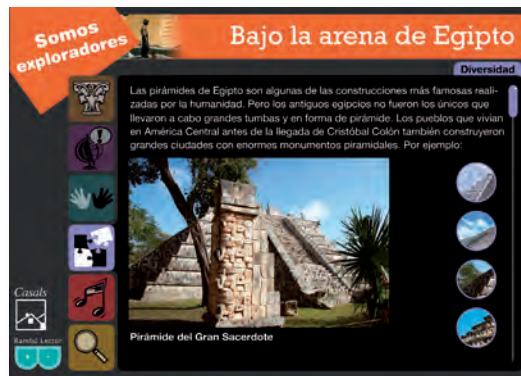 Somos
exploradores
Bajo la arena de Egipto
Diversidad
Las pirámides de Egipto son algunas de las construcciones más famosas reali-
zadas por la humanidad. Pero los antiguos egipcios no fueron los únicos que
llevaron a cabo grandes tumbas y en forma de pirámide. Los pueblos que vivían
en América Central antes de la llegada de Cristóbal Colón también construyeron
grandes ciudades con enormes monumentos piramidales. Por ejemplo:
Pirámide del Gran Sacerdote
Casals
Bambú Lector